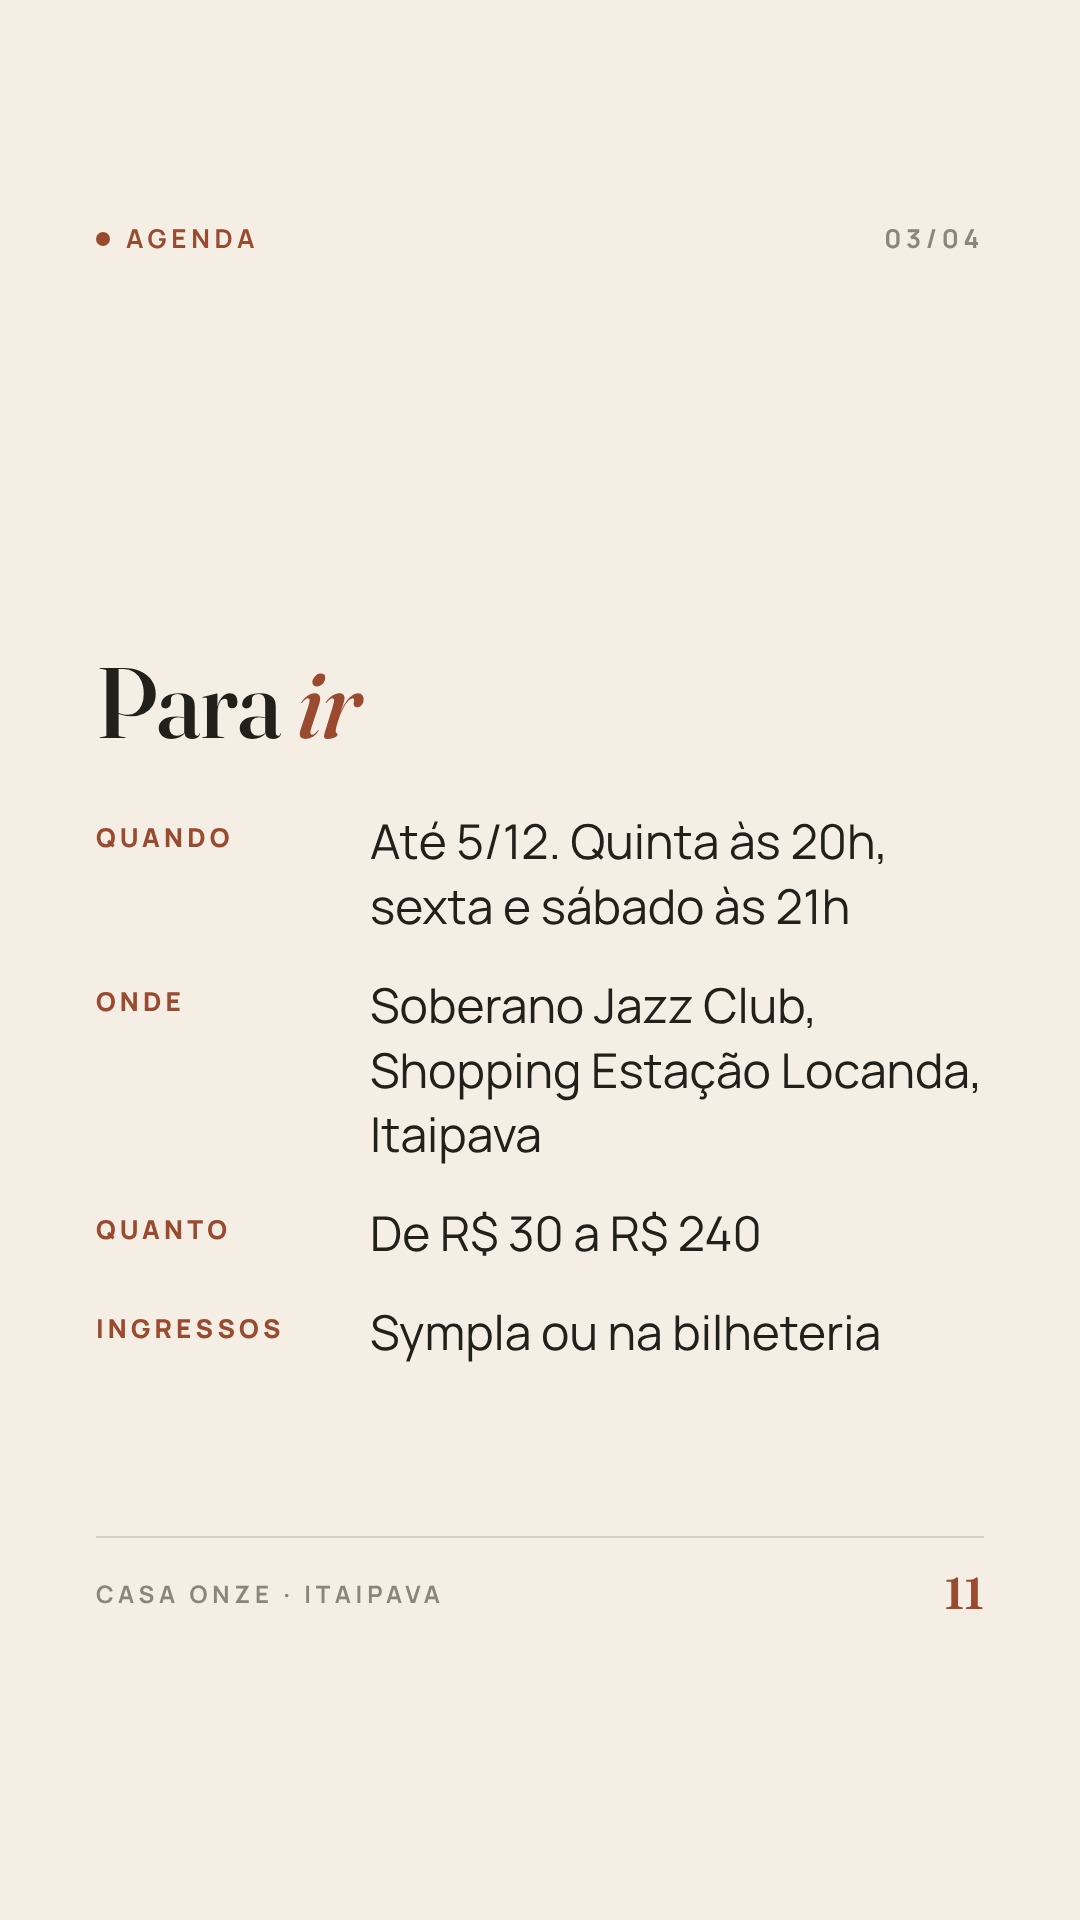 AGENDA
03/04
Para ir
QUANDO
Até 5/12. Quinta às 20h,
sexta e sábado às 21h
ONDE
Soberano Jazz Club,
Shopping Estação Locanda,
Itaipava
QUANTO
De R$ 30 a R$ 240
INGRESSOS
Sympla ou na bilheteria
CASA ONZE · ITAIPAVA
11